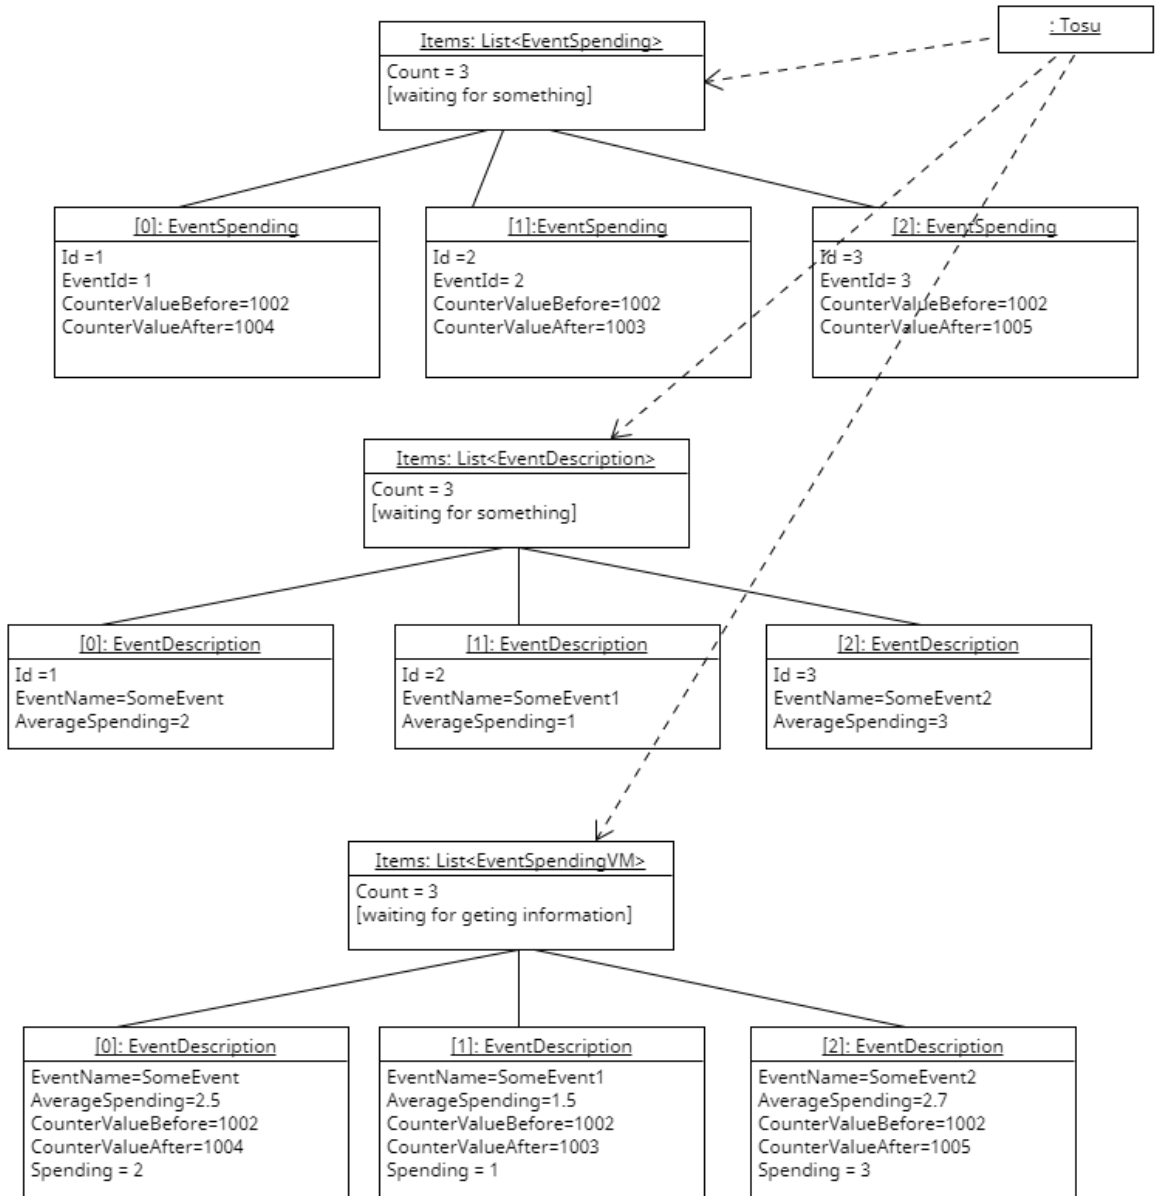 : Tosu
Items: List<EventSpending>
Count = 3
[waiting for something]
[0]: EventSpending
Id =1
EventId= 1
CounterValueBefore=1002
CounterValueAfter=1004
[1]:EventSpending
Id =2
EventId= 2
CounterValueBefore=1002
CounterValueAfter=1003
[2]: EventSpending
Id =3
EventId= 3
CounterValueBefore=1002
CounterValueAfter=1005
Items: List<EventDescription>
Count = 3
[waiting for something]
[0]: EventDescription
Id =1
EventName=SomeEvent
AverageSpending=2
[1]: EventDescription
Id =2
EventName=SomeEvent1
AverageSpending=1
[2]: EventDescription
Id =3
EventName=SomeEvent2
AverageSpending=3
Items: List<EventSpendingVM>
Count = 3
[waiting for geting information]
[0]: EventDescription
EventName=SomeEvent
AverageSpending=2.5
CounterValueBefore=1002
CounterValueAfter=1004
Spending = 2
[1]: EventDescription
EventName=SomeEvent1
AverageSpending=1.5
CounterValueBefore=1002
CounterValueAfter=1003
Spending = 1
[2]: EventDescription
EventName=SomeEvent2
AverageSpending=2.7
CounterValueBefore=1002
CounterValueAfter=1005
Spending = 3